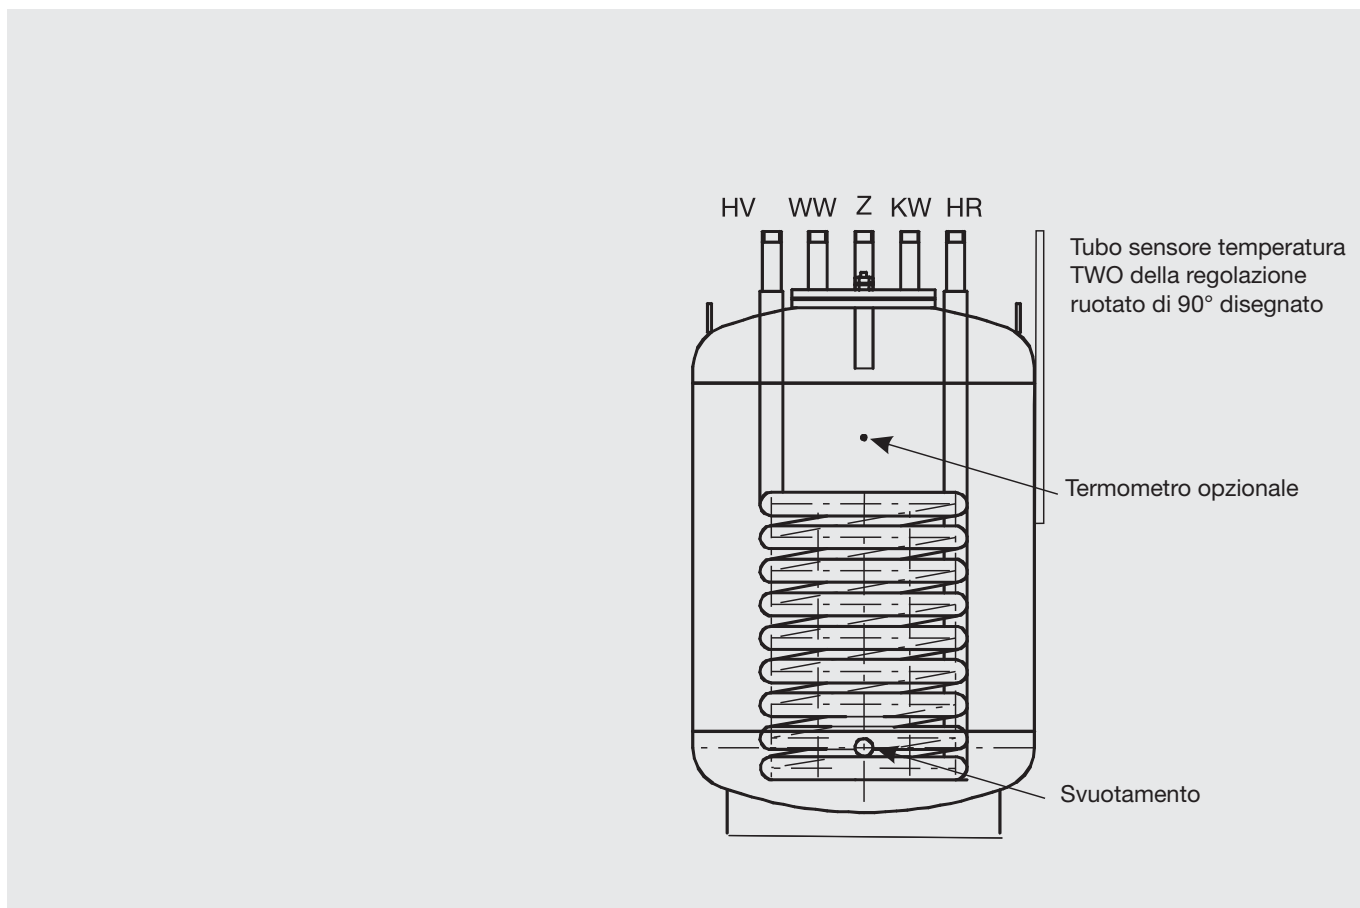 HV WW Z KW HR
Tubo sensore temperatura
TWO della regolazione
ruotato di 90° disegnato
Termometro opzionale
Svuotamento